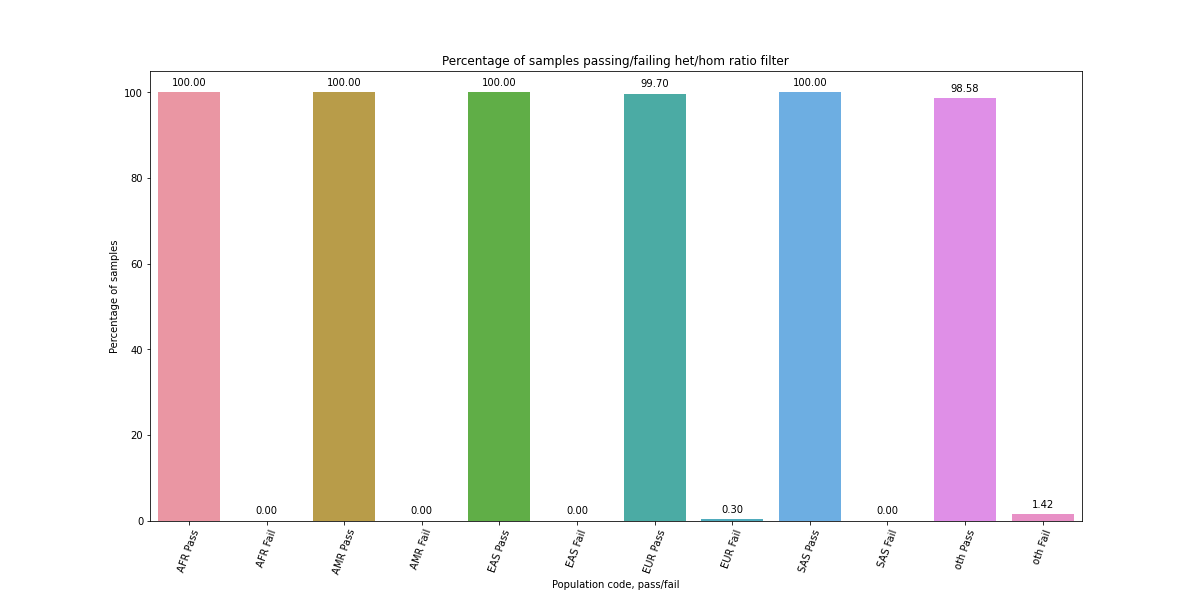 Percentage of samples passing/failing het/hom ratio filter
100.00
0.00
100.00
0.00
100.00
0.00
99.70
0.30
100.00
0.00
98.58
1.42
100
80
60
40
20
0
Percentage of samples
AFR Pass
AFR Fail
AMR Pass
AMR Fail
EAS Pass
EAS Fail
EUR Pass
EUR Fail
SAS Pass
SAS Fail
oth Pass
oth Fail
Population code, pass/fail